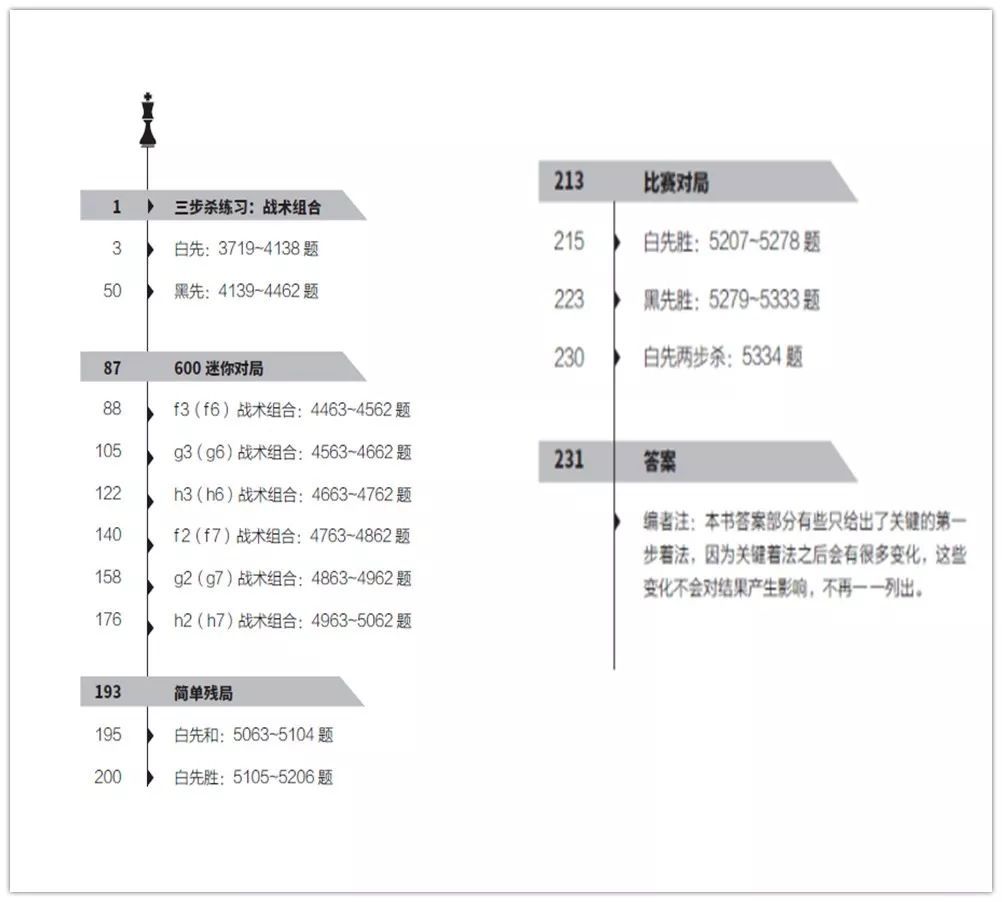 1 三步杀练习：战术组合
3 白先：3719~4138 题
50 黑先：4139~4462 题
87 600 迷你对局
88 f3（f6）战术组合：4463~4562 题
105 g3（g6）战术组合：4563~4662 题
122 h3（h6）战术组合：4663~4762 题
140 f2（f7）战术组合：4763~4862 题
158 g2（g7）战术组合：4863~4962 题
176 h2（h7）战术组合：4963~5062 题
193 简单残局
195 白先和：5063~5104 题
200 白先胜：5105~5206 题
213 比赛对局
215 白先胜：5207~5278 题
223 黑先胜：5279~5333 题
230 白先两步杀：5334 题
231 答案
编者注：本书答案部分有些只给出了关键的第一
步着法，因为关键着法之后会有很多变化，这些
变化不会对结果产生影响，不再一一列出。